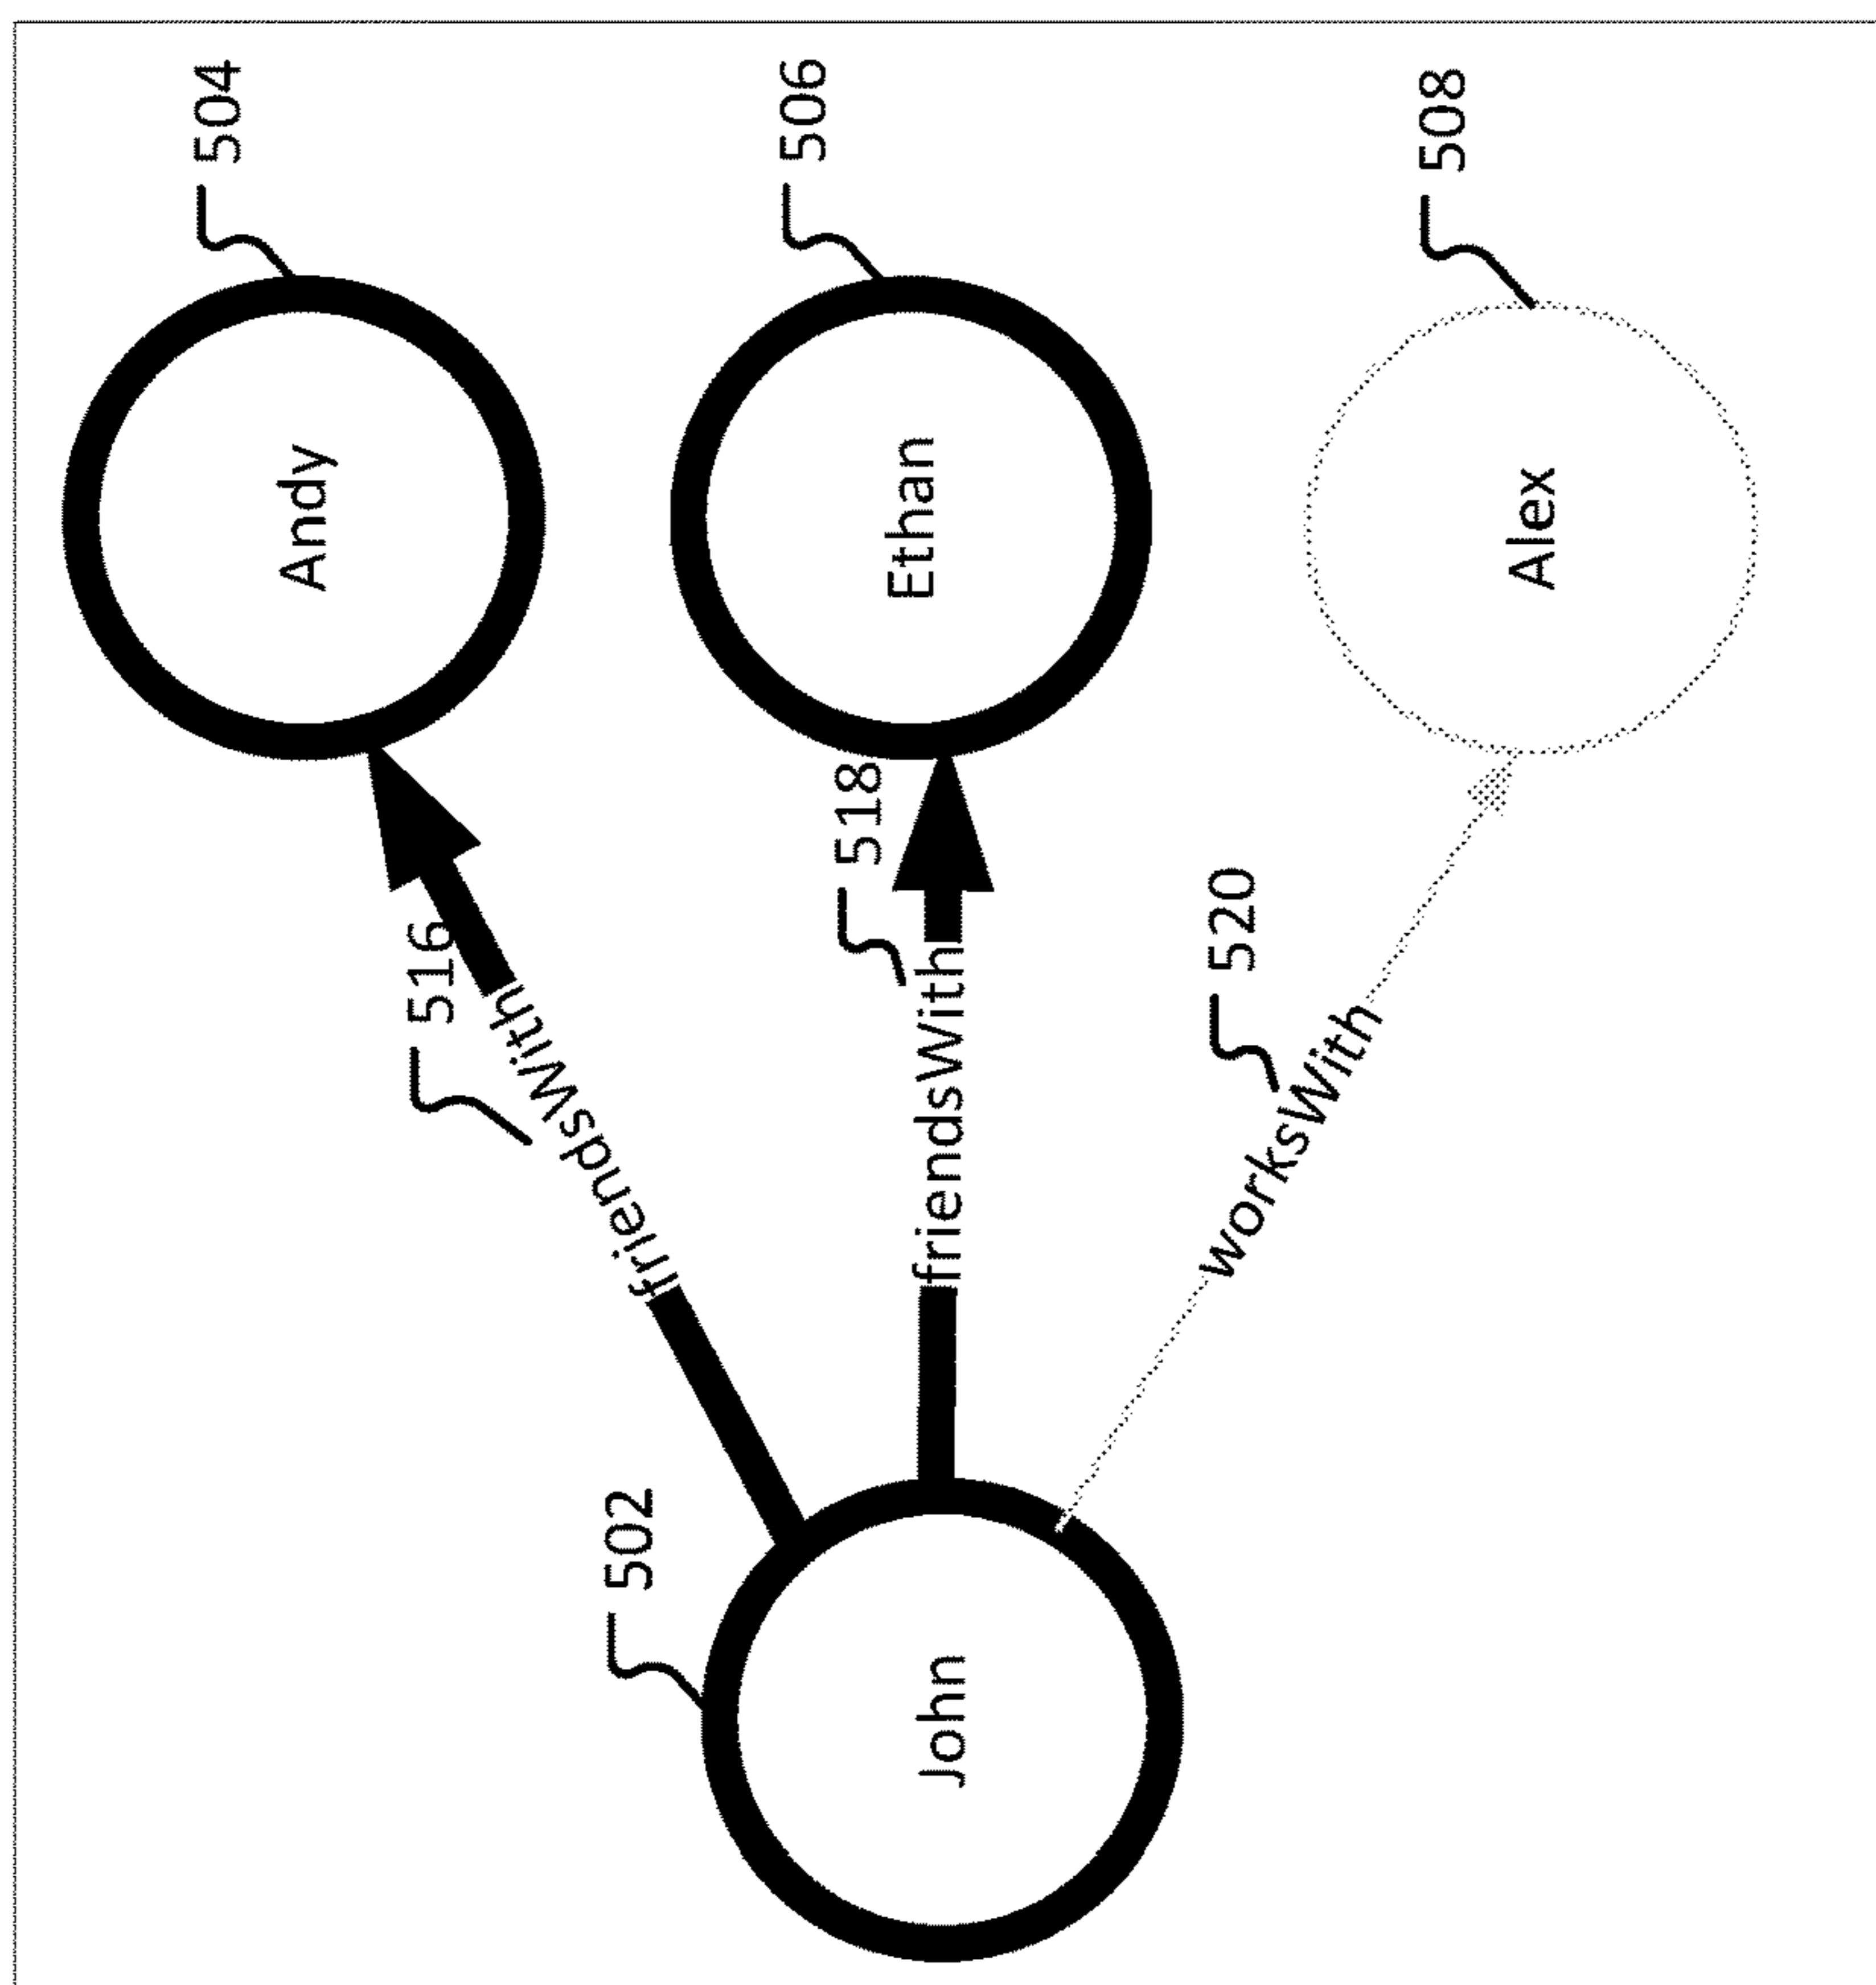 504
Andy
516
friendsWith
502
John
518
friendsWith
506
Ethan
520
worksWith
508
Alex